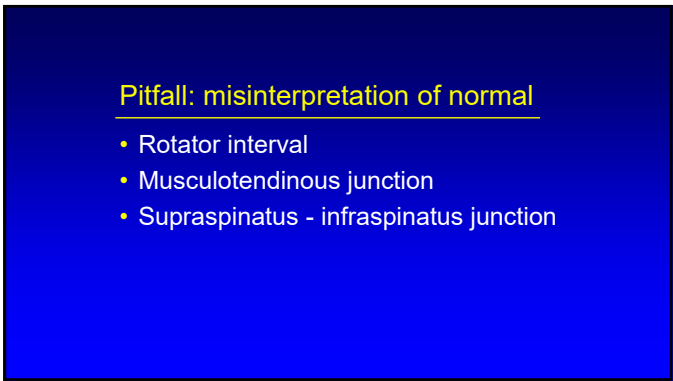 Pitfall: misinterpretation of normal
• Rotator interval
• Musculotendinous junction
• Supraspinatus - infraspinatus junction